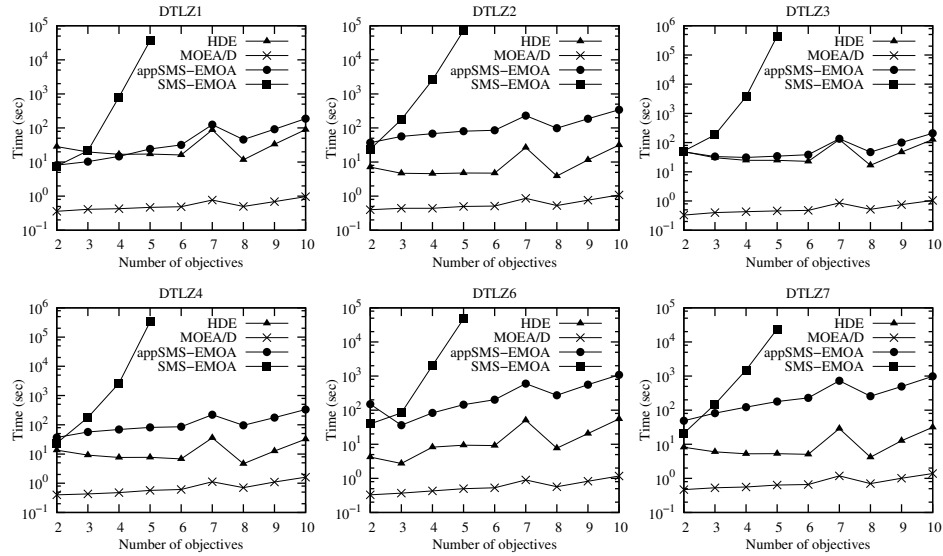 DTLZ1
Time (sec)
10^5
10^4
10^3
10^2
10^1
10^0
10^-1
HDE
MOEA/D
appSMS-EMOA
SMS-EMOA
2 3 4 5 6 7 8 9 10
Number of objectives
DTLZ2
Time (sec)
10^5
10^4
10^3
10^2
10^1
10^0
10^-1
HDE
MOEA/D
appSMS-EMOA
SMS-EMOA
2 3 4 5 6 7 8 9 10
Number of objectives
DTLZ3
Time (sec)
10^6
10^5
10^4
10^3
10^2
10^1
10^0
10^-1
HDE
MOEA/D
appSMS-EMOA
SMS-EMOA
2 3 4 5 6 7 8 9 10
Number of objectives
DTLZ4
Time (sec)
10^6
10^5
10^4
10^3
10^2
10^1
10^0
10^-1
HDE
MOEA/D
appSMS-EMOA
SMS-EMOA
2 3 4 5 6 7 8 9 10
Number of objectives
DTLZ6
Time (sec)
10^5
10^4
10^3
10^2
10^1
10^0
10^-1
HDE
MOEA/D
appSMS-EMOA
SMS-EMOA
2 3 4 5 6 7 8 9 10
Number of objectives
DTLZ7
Time (sec)
10^5
10^4
10^3
10^2
10^1
10^0
10^-1
HDE
MOEA/D
appSMS-EMOA
SMS-EMOA
2 3 4 5 6 7 8 9 10
Number of objectives